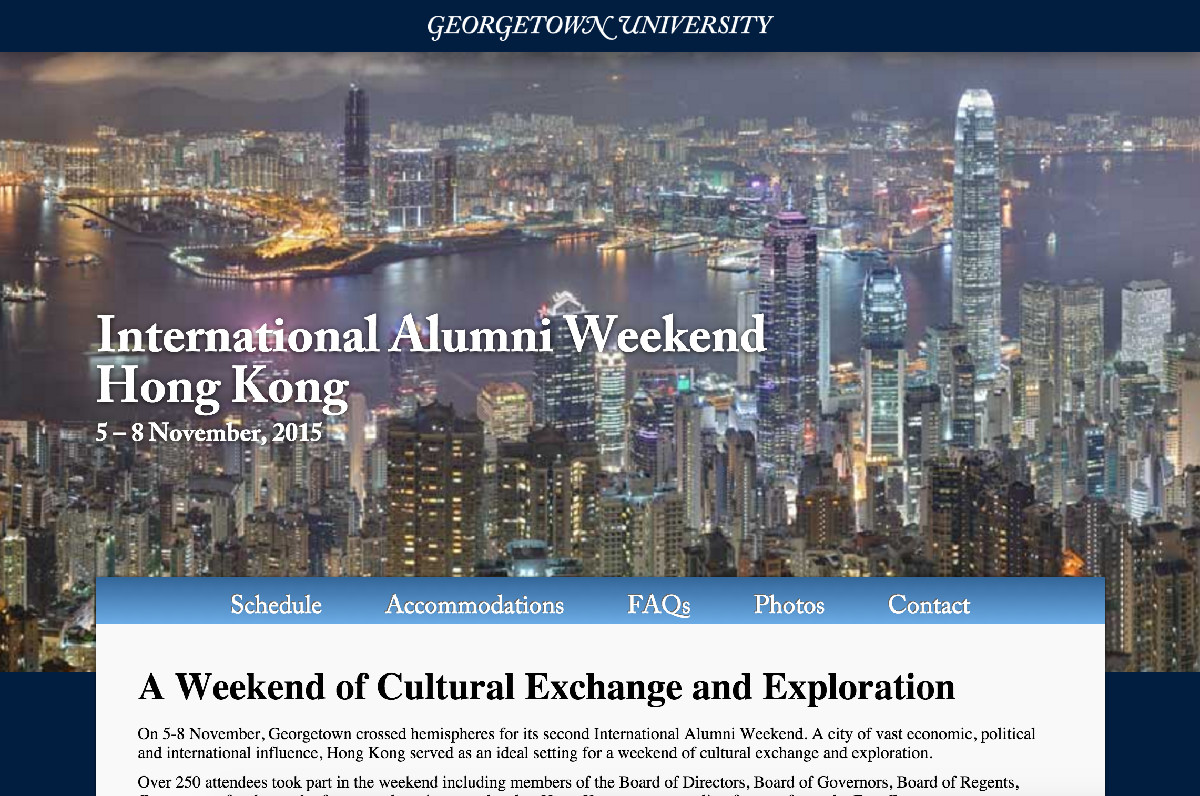 GEORGETOWN UNIVERSITY
International Alumni Weekend
Hong Kong
5 – 8 November, 2015
Schedule Accommodations FAQs Photos Contact
A Weekend of Cultural Exchange and Exploration
On 5-8 November, Georgetown crossed hemispheres for its second International Alumni Weekend. A city of vast economic, political
and international influence, Hong Kong served as an ideal setting for a weekend of cultural exchange and exploration.
Over 250 attendees took part in the weekend including members of the Board of Directors, Board of Governors, Board of Regents,